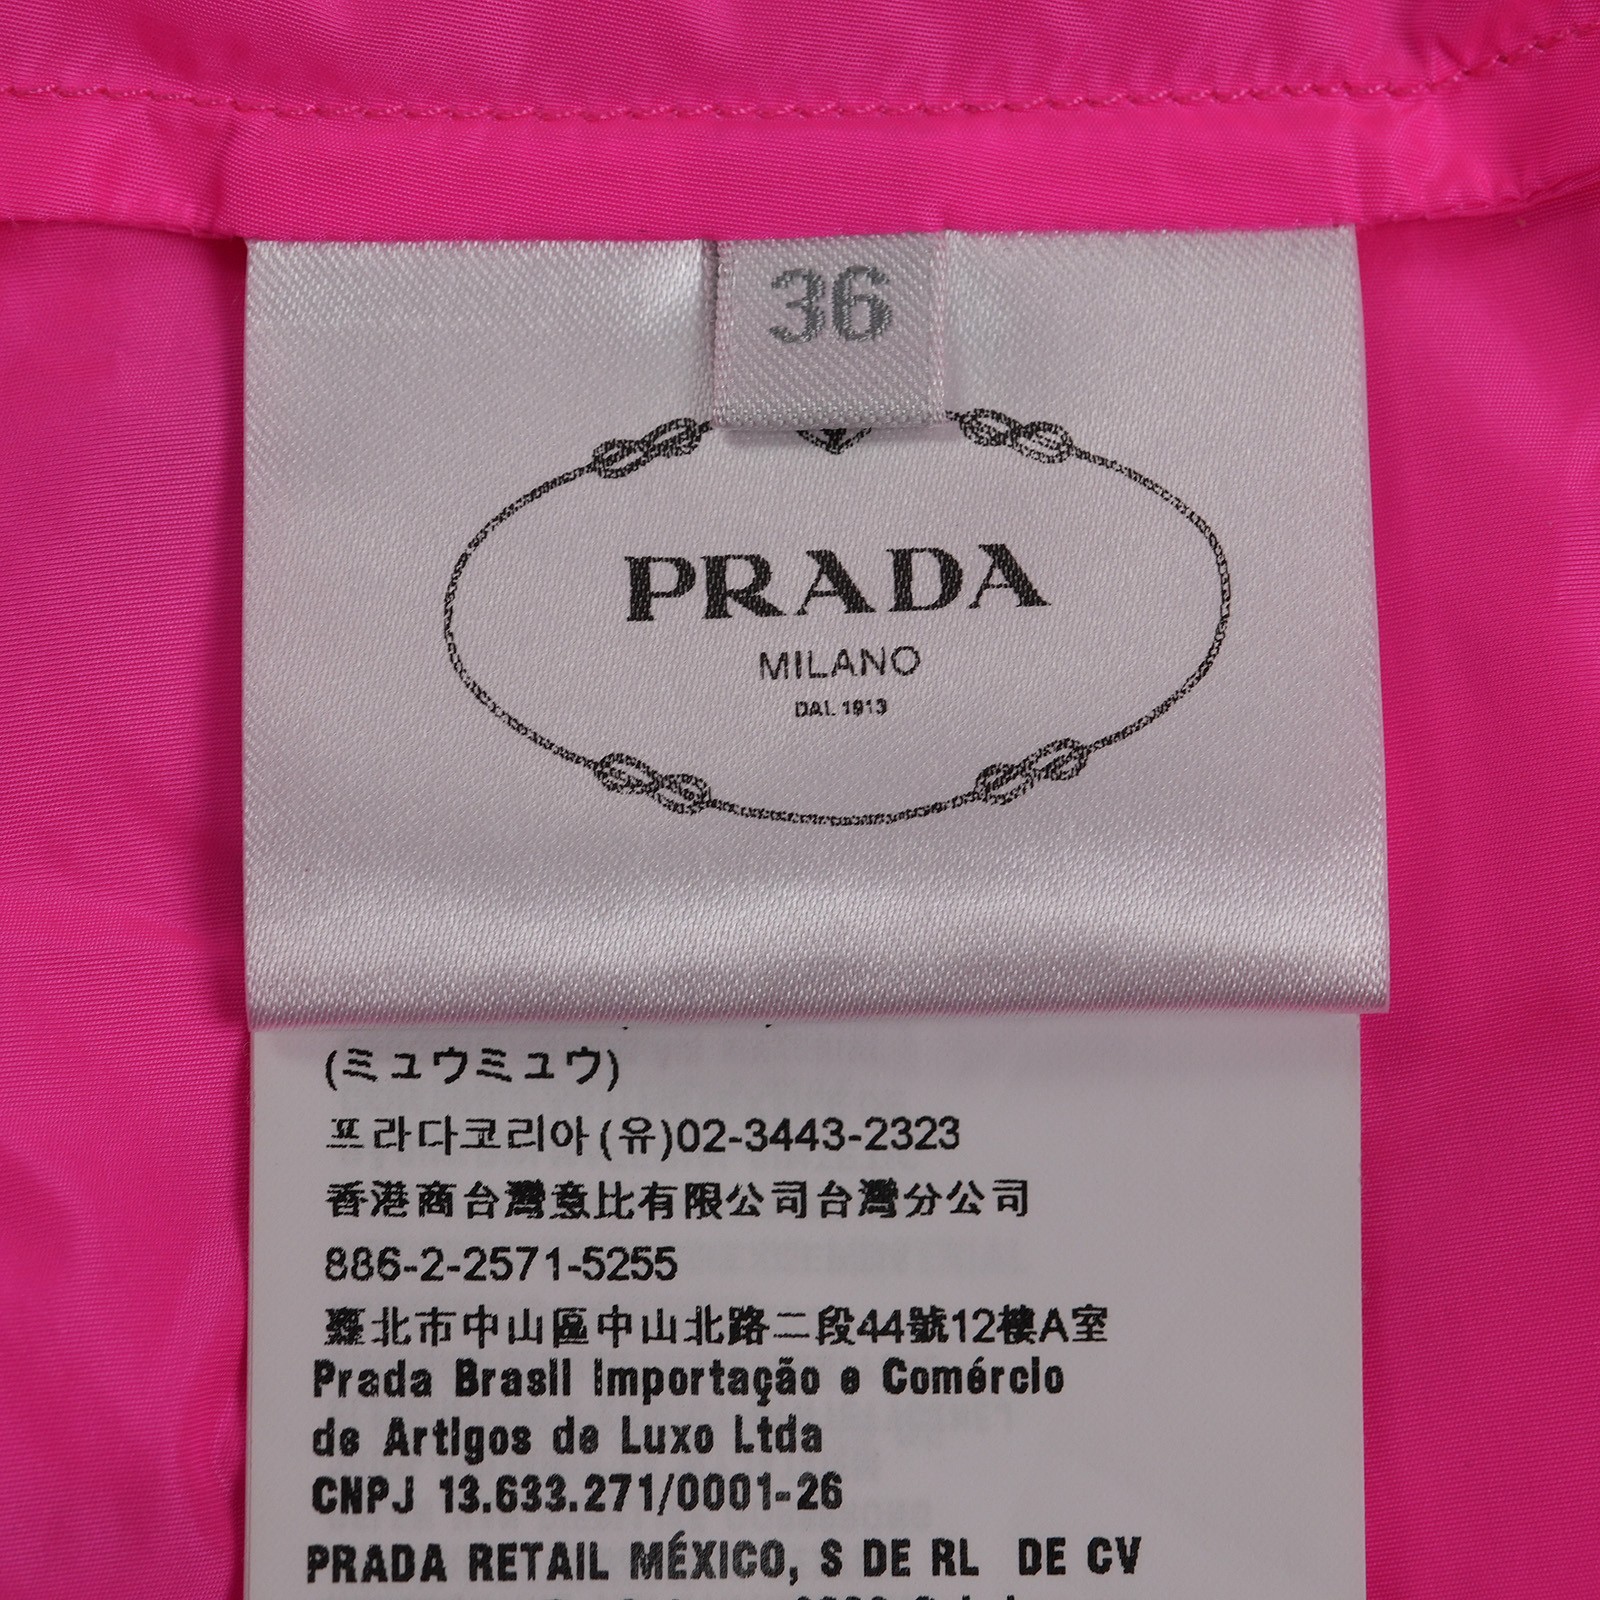 36
PRADA
MILANO
DAL 1913
(ミュウミュウ)
프라다코리아(유)02-3443-2323
香港商台灣意比有限公司台灣分公司
886-2-2571-5255
臺北市中山區中山北路二段44號12樓A室
Prada Brasil Importação e Comércio
de Artigos de Luxo Ltda
CNPJ 13.633.271/0001-26
PRADA RETAIL MÉXICO, S DE RL DE CV